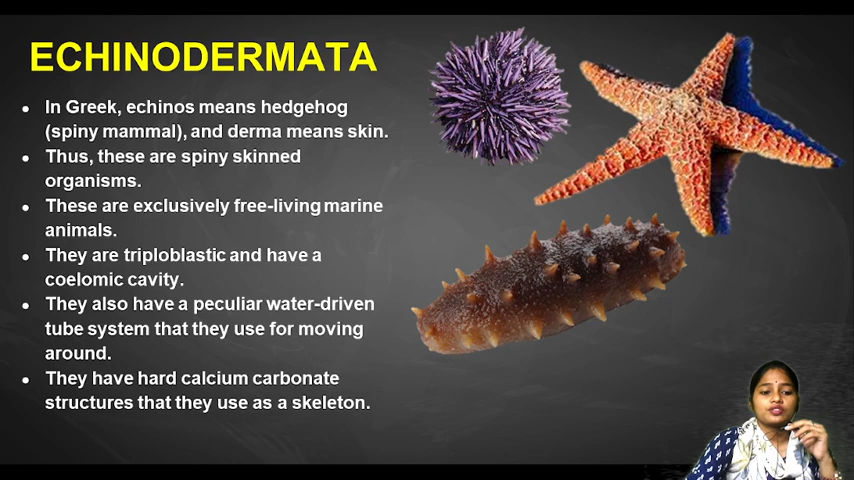 ECHINODERMATA
In Greek, echinos means hedgehog
(spiny mammal), and derma means skin.
Thus, these are spiny skinned
organisms.
These are exclusively free-living marine
animals.
They are triploblastic and have a
coelomic cavity.
They also have a peculiar water-driven
tube system that they use for moving
around.
They have hard calcium carbonate
structures that they use as a skeleton.